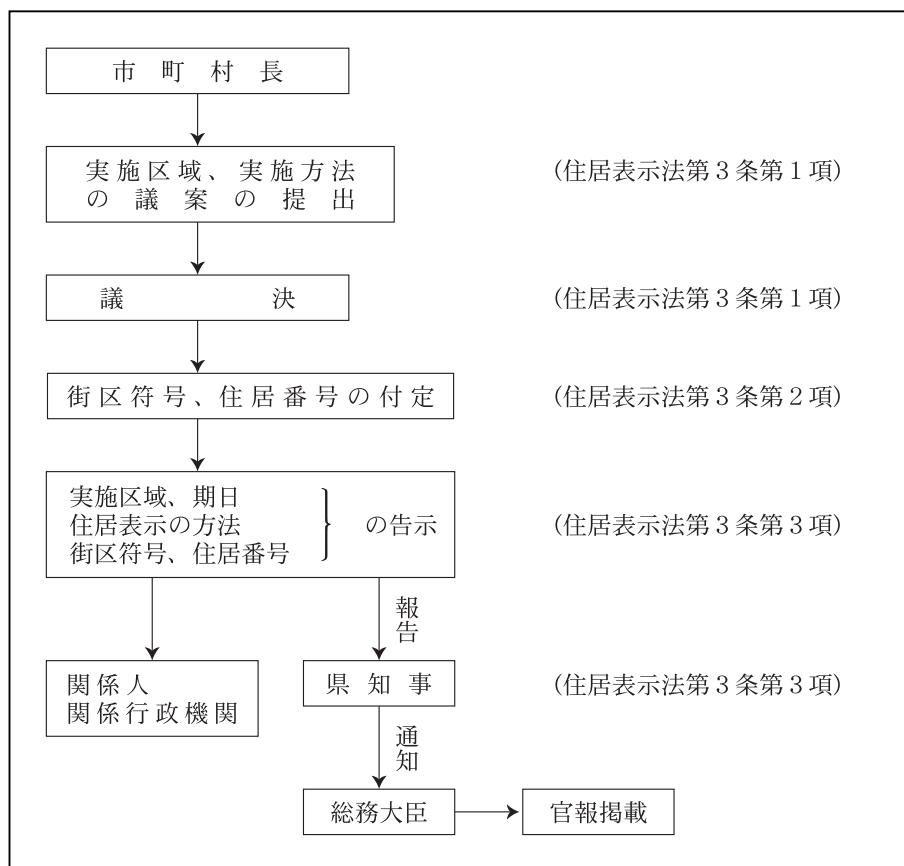 市町村長
実施区域、実施方法 (住居表示法第3条第1項)
の議案の提出
議決 (住居表示法第3条第1項)
街区符号、住居番号の付定 (住居表示法第3条第2項)
実施区域、期日
住居表示の方法 } の告示 (住居表示法第3条第3項)
街区符号、住居番号
報告
関係人
関係行政機関
県知事 (住居表示法第3条第3項)
通知
総務大臣
官報掲載